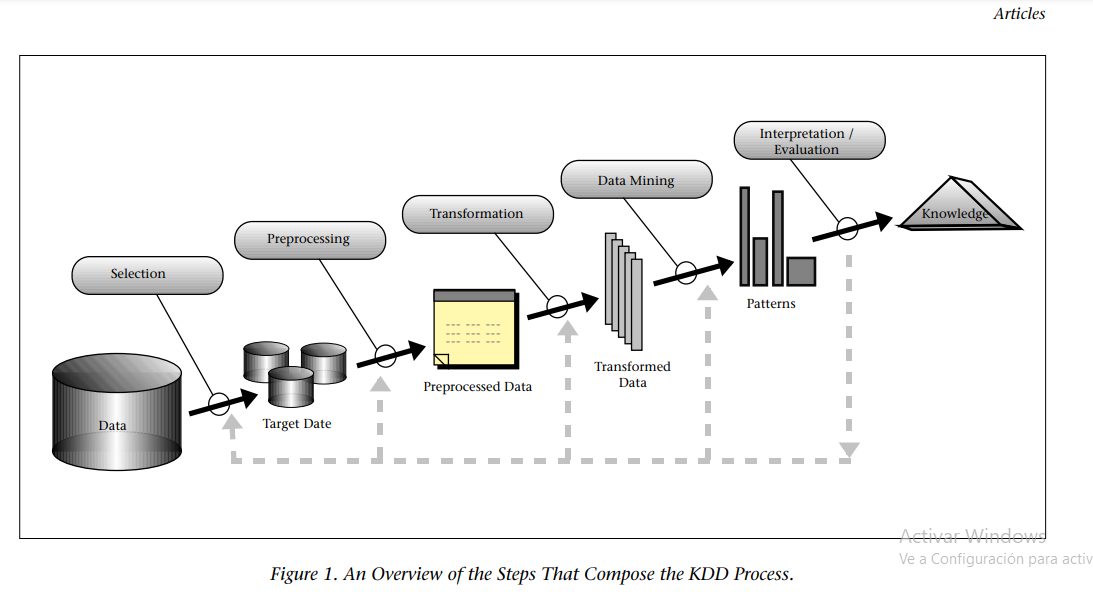 Articles
Interpretation /
Evaluation
Data Mining
Transformation
Preprocessing
Selection
Knowledge
Patterns
Transformed
Data
Preprocessed Data
Target Date
Data
Activar Windows
Ve a Configuración para activ
Figure 1. An Overview of the Steps That Compose the KDD Process.